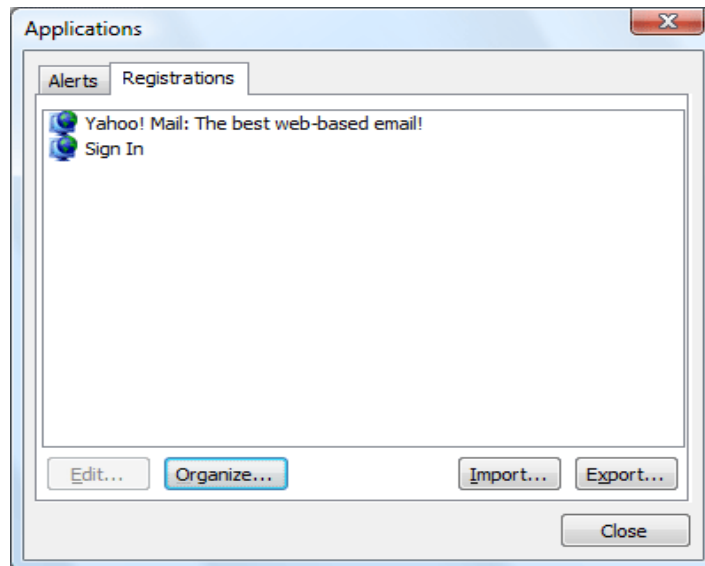 Applications
Alerts Registrations
Yahoo! Mail: The best web-based email!
Sign In
Edit... Organize... Import... Export...
Close